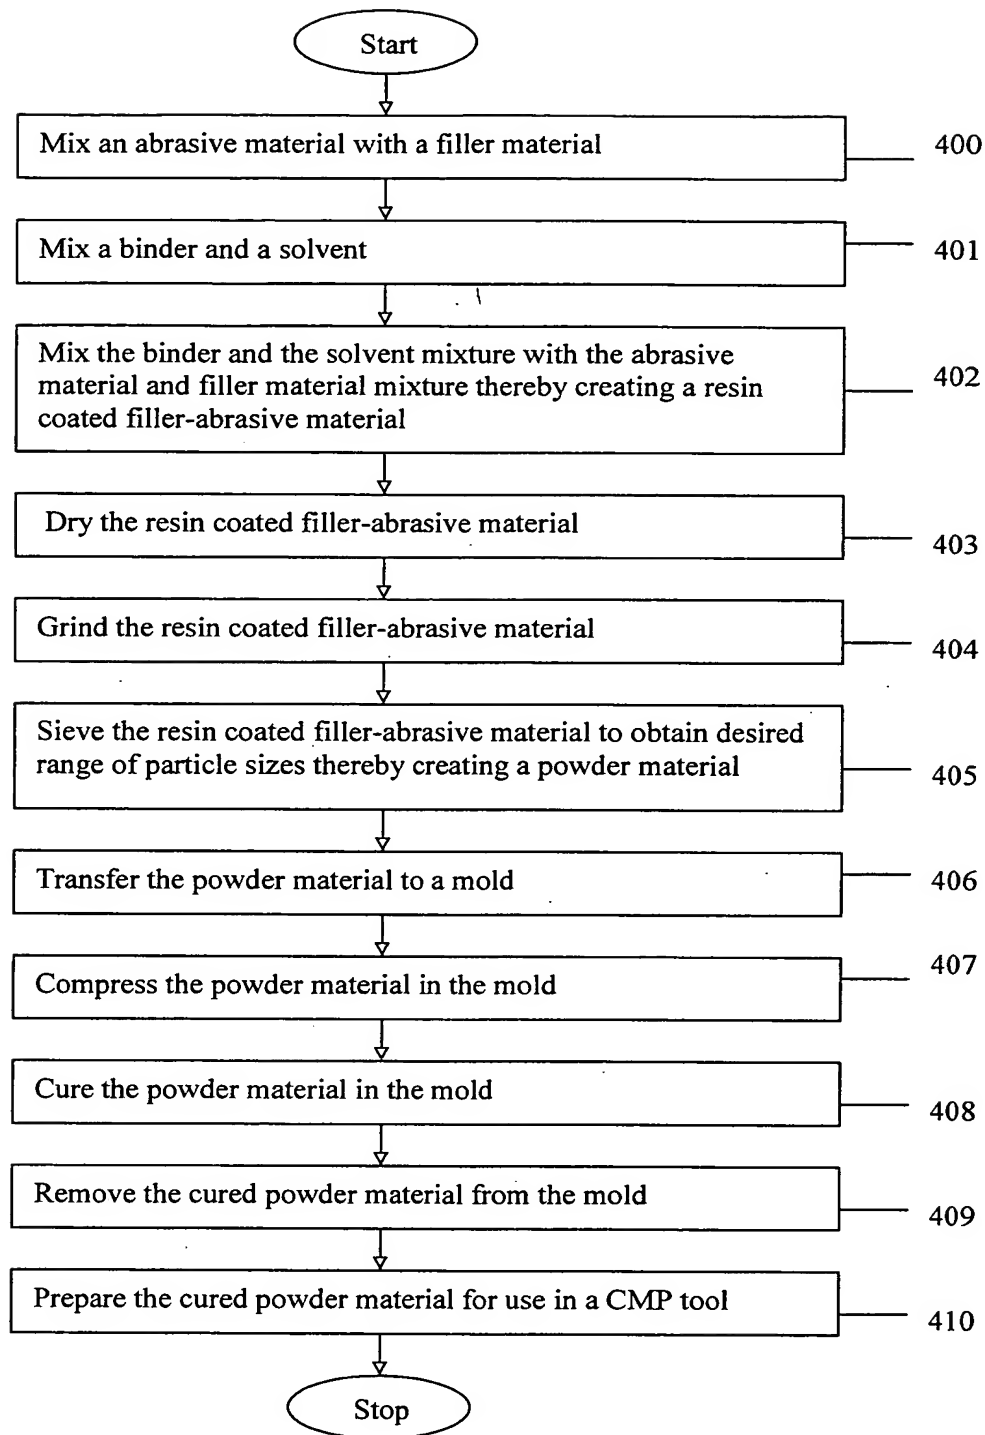 Start
Mix an abrasive material with a filler material
400
Mix a binder and a solvent
401
Mix the binder and the solvent mixture with the abrasive
material and filler material mixture thereby creating a resin
coated filler-abrasive material
402
Dry the resin coated filler-abrasive material
403
Grind the resin coated filler-abrasive material
404
Sieve the resin coated filler-abrasive material to obtain desired
range of particle sizes thereby creating a powder material
405
Transfer the powder material to a mold
406
Compress the powder material in the mold
407
Cure the powder material in the mold
408
Remove the cured powder material from the mold
409
Prepare the cured powder material for use in a CMP tool
410
Stop